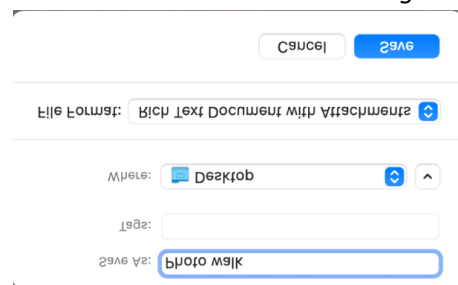 Save As: Photo walk
Tags:
Where: Desktop
File Format: Rich Text Document with Attachments
Cancel Save